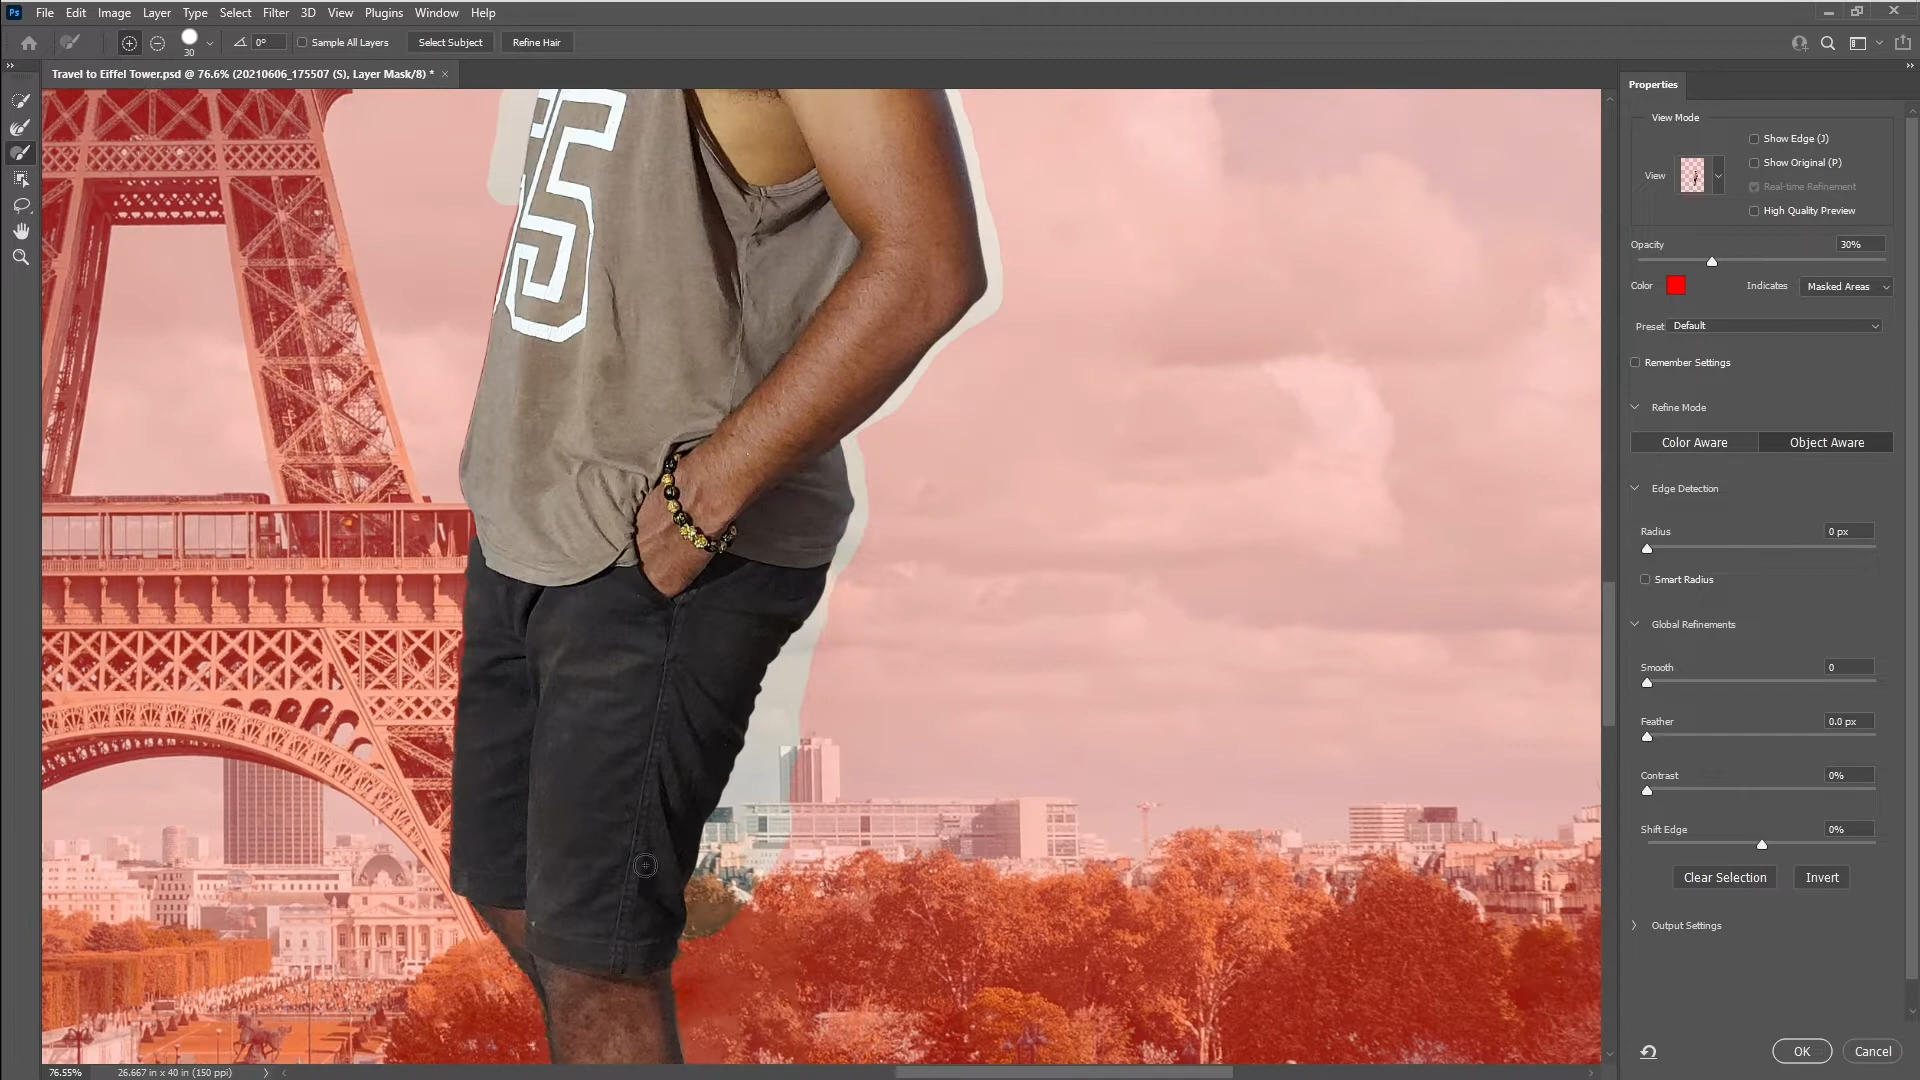 Ps File Edit Image Layer Type Select Filter 3D View Plugins Window Help
30 0° Sample All Layers Select Subject Refine Hair
Travel to Eiffel Tower.psd @ 76.6% (20210606_175507 (S), Layer Mask/8) * ×
Properties
View Mode
Show Edge (J)
Show Original (P)
View
Real-time Refinement
High Quality Preview
Opacity 30%
Color Indicates Masked Areas
Preset Default
Remember Settings
Refine Mode
Color Aware Object Aware
Edge Detection
Radius 0 px
Smart Radius
Global Refinements
Smooth 0
Feather 0.0 px
Contrast 0%
Shift Edge 0%
Clear Selection Invert
Output Settings
OK Cancel
76.55% 26.667 in x 40 in (150 ppi)